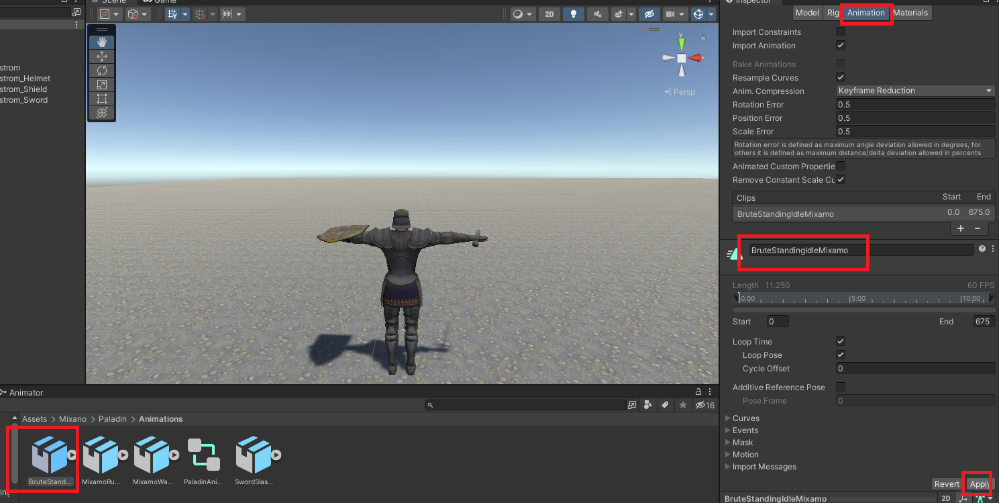 Scene
Game
2D
strom
strom_Helmet
strom_Shield
strom_Sword
y
x
Persp
Inspector
Model
Rig
Animation
Materials
Import Constraints
Import Animation
Bake Animations
Resample Curves
Anim. Compression
Keyframe Reduction
Rotation Error
0.5
Position Error
0.5
Scale Error
0.5
Rotation error is defined as maximum angle deviation allowed in degrees, for
others it is defined as maximum distance/delta deviation allowed in percents
Animated Custom Propertie
Remove Constant Scale Cu
Clips Start End
BruteStandingIdleMixamo 0.0 675.0
+ −
BruteStandingIdleMixamo
Length 11.250 60 FPS
0:00 5:00 10:00
Start 0 End 675
Loop Time
Loop Pose
Cycle Offset 0
Additive Reference Pose
Pose Frame 0
Curves
Events
Mask
Motion
Import Messages
Revert Apply
BruteStandingIdleMixamo 2D
Animator
16
Assets > Mixano > Paladin > Animations
BruteStand...
MixamoRu...
MixamoWa...
PaladinAni...
SwordSlas...